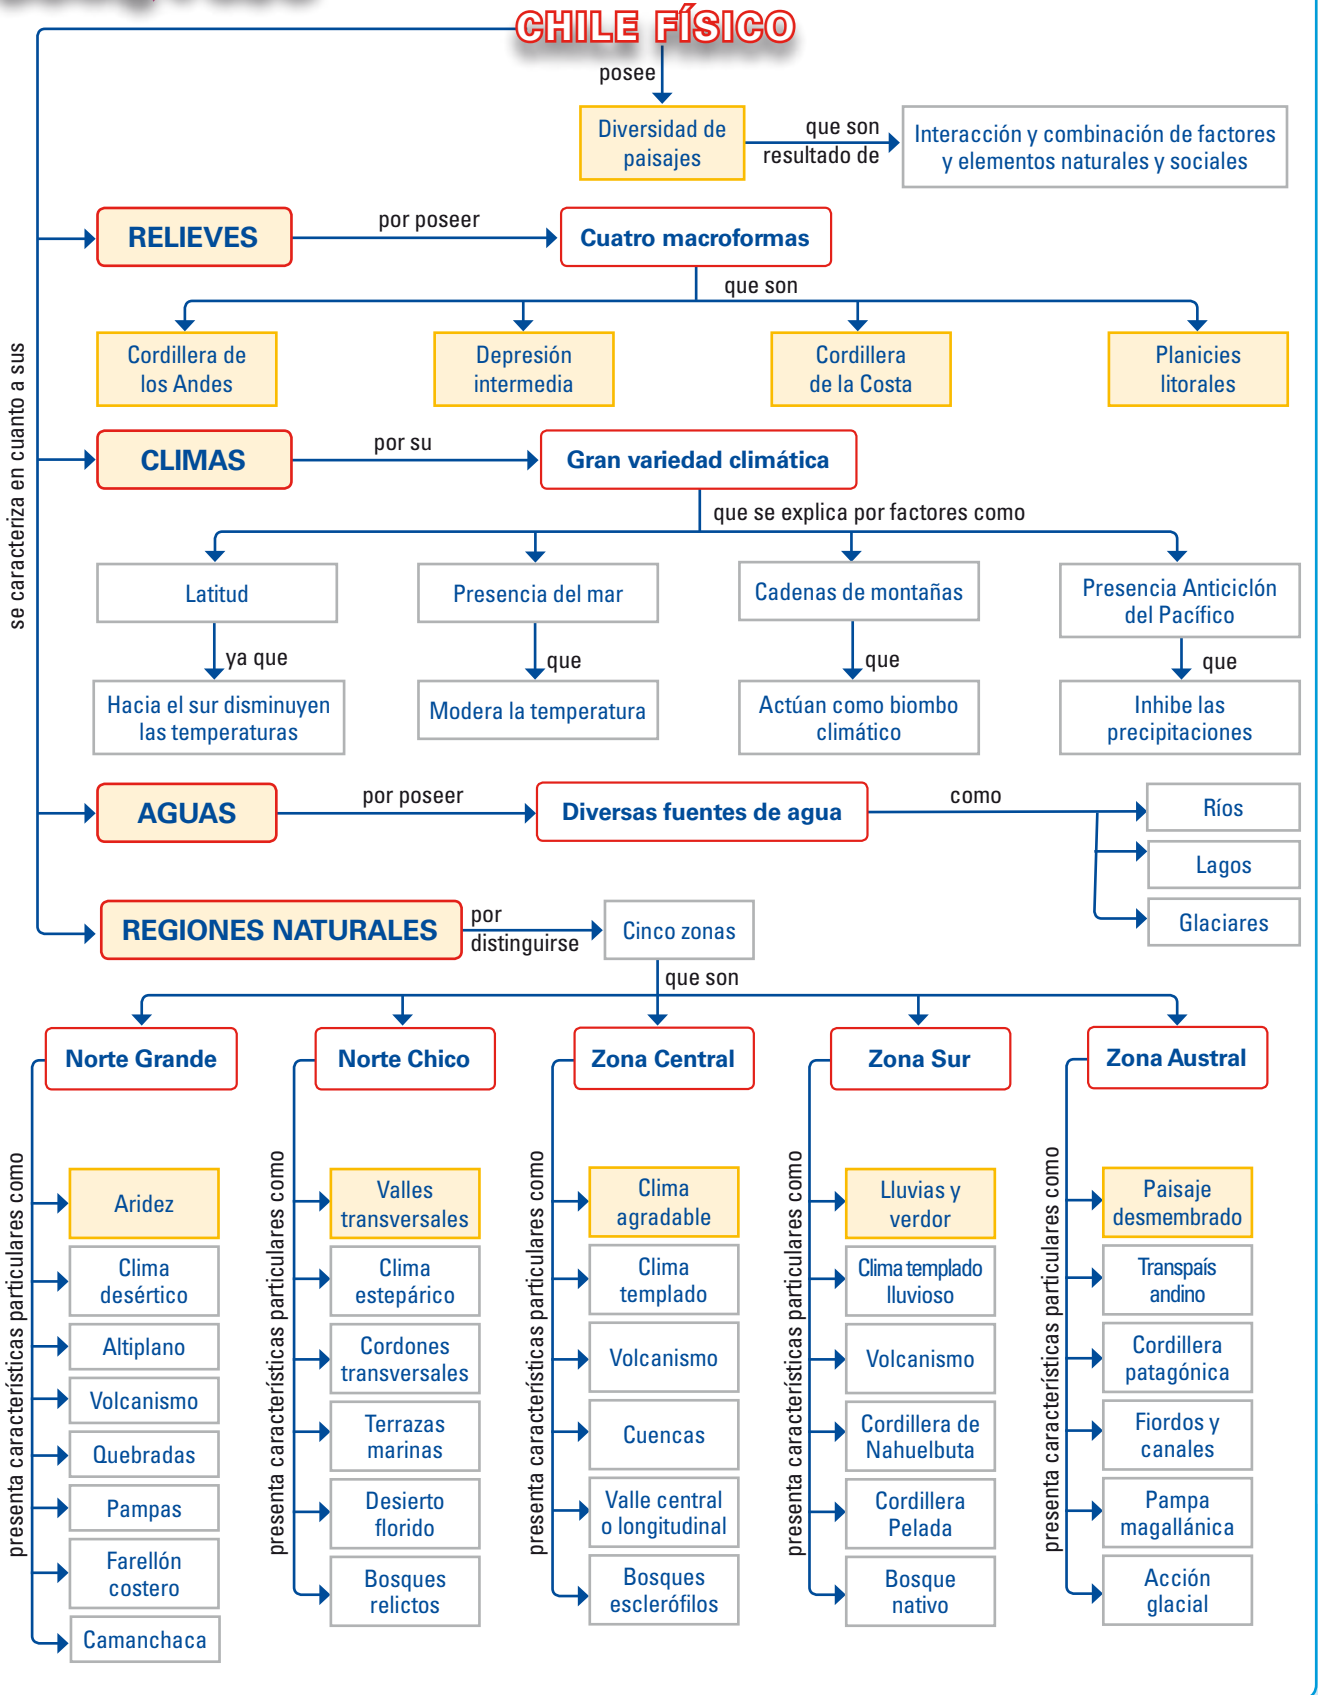 CHILE FÍSICO
posee
Diversidad de
paisajes
que son
resultado de
Interacción y combinación de factores
y elementos naturales y sociales
se caracteriza en cuanto a sus
RELIEVES
por poseer
Cuatro macroformas
que son
Cordillera de
los Andes
Depresión
intermedia
Cordillera
de la Costa
Planicies
litorales
CLIMAS
por su
Gran variedad climática
que se explica por factores como
Latitud
Presencia del mar
Cadenas de montañas
Presencia Anticiclón
del Pacífico
ya que
que
que
que
Hacia el sur disminuyen
las temperaturas
Modera la temperatura
Actúan como biombo
climático
Inhibe las
precipitaciones
AGUAS
por poseer
Diversas fuentes de agua
como
Ríos
Lagos
Glaciares
REGIONES NATURALES
por
distinguirse
Cinco zonas
que son
Norte Grande
presenta características particulares como
Aridez
Clima
desértico
Altiplano
Volcanismo
Quebradas
Pampas
Farellón
costero
Camanchaca
Norte Chico
presenta características particulares como
Valles
transversales
Clima
estepárico
Cordones
transversales
Terrazas
marinas
Desierto
florido
Bosques
relictos
Zona Central
presenta características particulares como
Clima
agradable
Clima
templado
Volcanismo
Cuencas
Valle central
o longitudinal
Bosques
esclerófilos
Zona Sur
presenta características particulares como
Lluvias y
verdor
Clima templado
lluvioso
Volcanismo
Cordillera de
Nahuelbuta
Cordillera
Pelada
Bosque
nativo
Zona Austral
presenta características particulares como
Paisaje
desmembrado
Transpaís
andino
Cordillera
patagónica
Fiordos y
canales
Pampa
magallánica
Acción
glacial